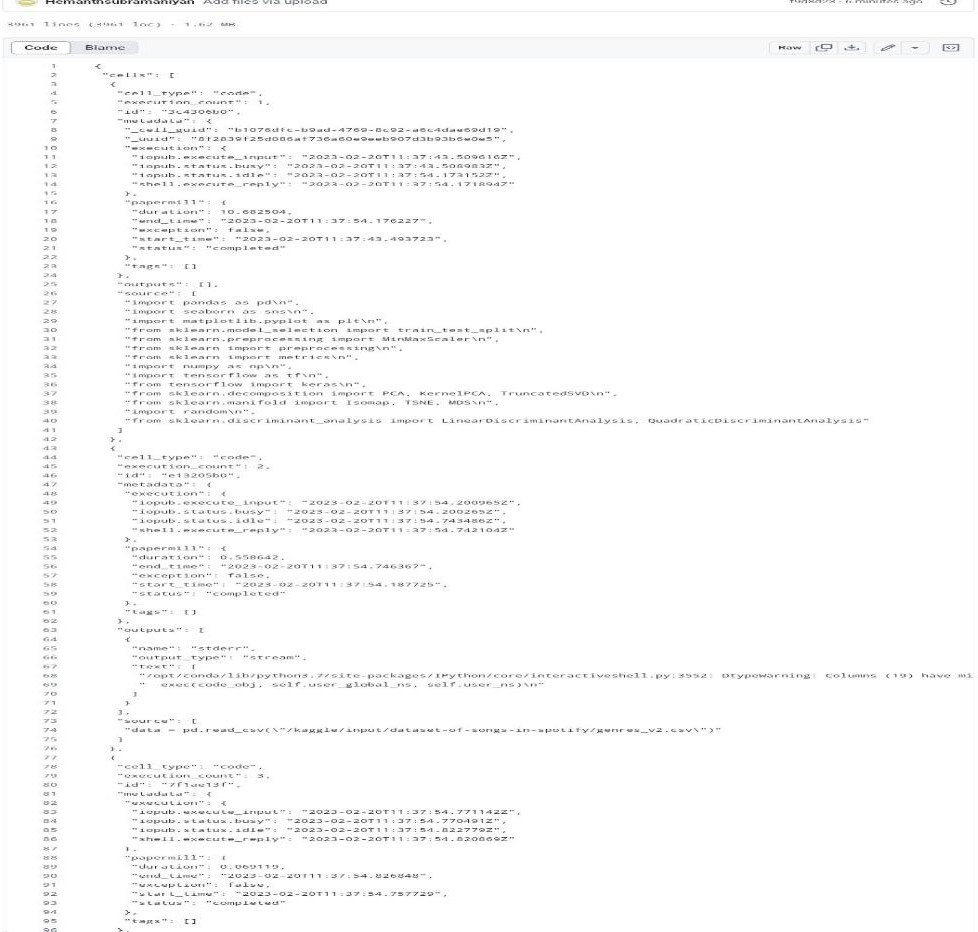 Hemanthsubramaniyan Add files via upload f9d8d23 · 6 minutes ago
3961 lines (3961 loc) · 1.62 MB
Code Blame Raw
1 {
2 "cells": [
3 {
4 "cell_type": "code",
5 "execution_count": 1,
6 "id": "3c4306b0",
7 "metadata": {
8 "_cell_guid": "b1076dfc-b9ad-4769-8c92-a6c4dae69d19",
9 "_uuid": "8f2839f25d086af736a60e9eeb907d3b93b6e0e5",
10 "execution": {
11 "iopub.execute_input": "2023-02-20T11:37:43.509616Z",
12 "iopub.status.busy": "2023-02-20T11:37:43.508983Z",
13 "iopub.status.idle": "2023-02-20T11:37:54.173152Z",
14 "shell.execute_reply": "2023-02-20T11:37:54.171894Z"
15 },
16 "papermill": {
17 "duration": 10.682504,
18 "end_time": "2023-02-20T11:37:54.176227",
19 "exception": false,
20 "start_time": "2023-02-20T11:37:43.493723",
21 "status": "completed"
22 },
23 "tags": []
24 },
25 "outputs": [],
26 "source": [
27 "import pandas as pd\n",
28 "import seaborn as sns\n",
29 "import matplotlib.pyplot as plt\n",
30 "from sklearn.model_selection import train_test_split\n",
31 "from sklearn.preprocessing import MinMaxScaler\n",
32 "from sklearn import preprocessing\n",
33 "from sklearn import metrics\n",
34 "import numpy as np\n",
35 "import tensorflow as tf\n",
36 "from tensorflow import keras\n",
37 "from sklearn.decomposition import PCA, KernelPCA, TruncatedSVD\n",
38 "from sklearn.manifold import Isomap, TSNE, MDS\n",
39 "import random\n",
40 "from sklearn.discriminant_analysis import LinearDiscriminantAnalysis, QuadraticDiscriminantAnalysis"
41 ]
42 },
43 {
44 "cell_type": "code",
45 "execution_count": 2,
46 "id": "e13205b0",
47 "metadata": {
48 "execution": {
49 "iopub.execute_input": "2023-02-20T11:37:54.200965Z",
50 "iopub.status.busy": "2023-02-20T11:37:54.200265Z",
51 "iopub.status.idle": "2023-02-20T11:37:54.743486Z",
52 "shell.execute_reply": "2023-02-20T11:37:54.742104Z"
53 },
54 "papermill": {
55 "duration": 0.558642,
56 "end_time": "2023-02-20T11:37:54.746367",
57 "exception": false,
58 "start_time": "2023-02-20T11:37:54.187725",
59 "status": "completed"
60 },
61 "tags": []
62 },
63 "outputs": [
64 {
65 "name": "stderr",
66 "output_type": "stream",
67 "text": [
68 "/opt/conda/lib/python3.7/site-packages/IPython/core/interactiveshell.py:3552: DtypeWarning: Columns (19) have mi
69 " exec(code_obj, self.user_global_ns, self.user_ns)\n"
70 ]
71 }
72 ],
73 "source": [
74 "data = pd.read_csv(\"/kaggle/input/dataset-of-songs-in-spotify/genres_v2.csv\")"
75 ]
76 },
77 {
78 "cell_type": "code",
79 "execution_count": 3,
80 "id": "7f1ae13f",
81 "metadata": {
82 "execution": {
83 "iopub.execute_input": "2023-02-20T11:37:54.771142Z",
84 "iopub.status.busy": "2023-02-20T11:37:54.770491Z",
85 "iopub.status.idle": "2023-02-20T11:37:54.822779Z",
86 "shell.execute_reply": "2023-02-20T11:37:54.820869Z"
87 },
88 "papermill": {
89 "duration": 0.069119,
90 "end_time": "2023-02-20T11:37:54.826848",
91 "exception": false,
92 "start_time": "2023-02-20T11:37:54.757729",
93 "status": "completed"
94 },
95 "tags": []
96 },